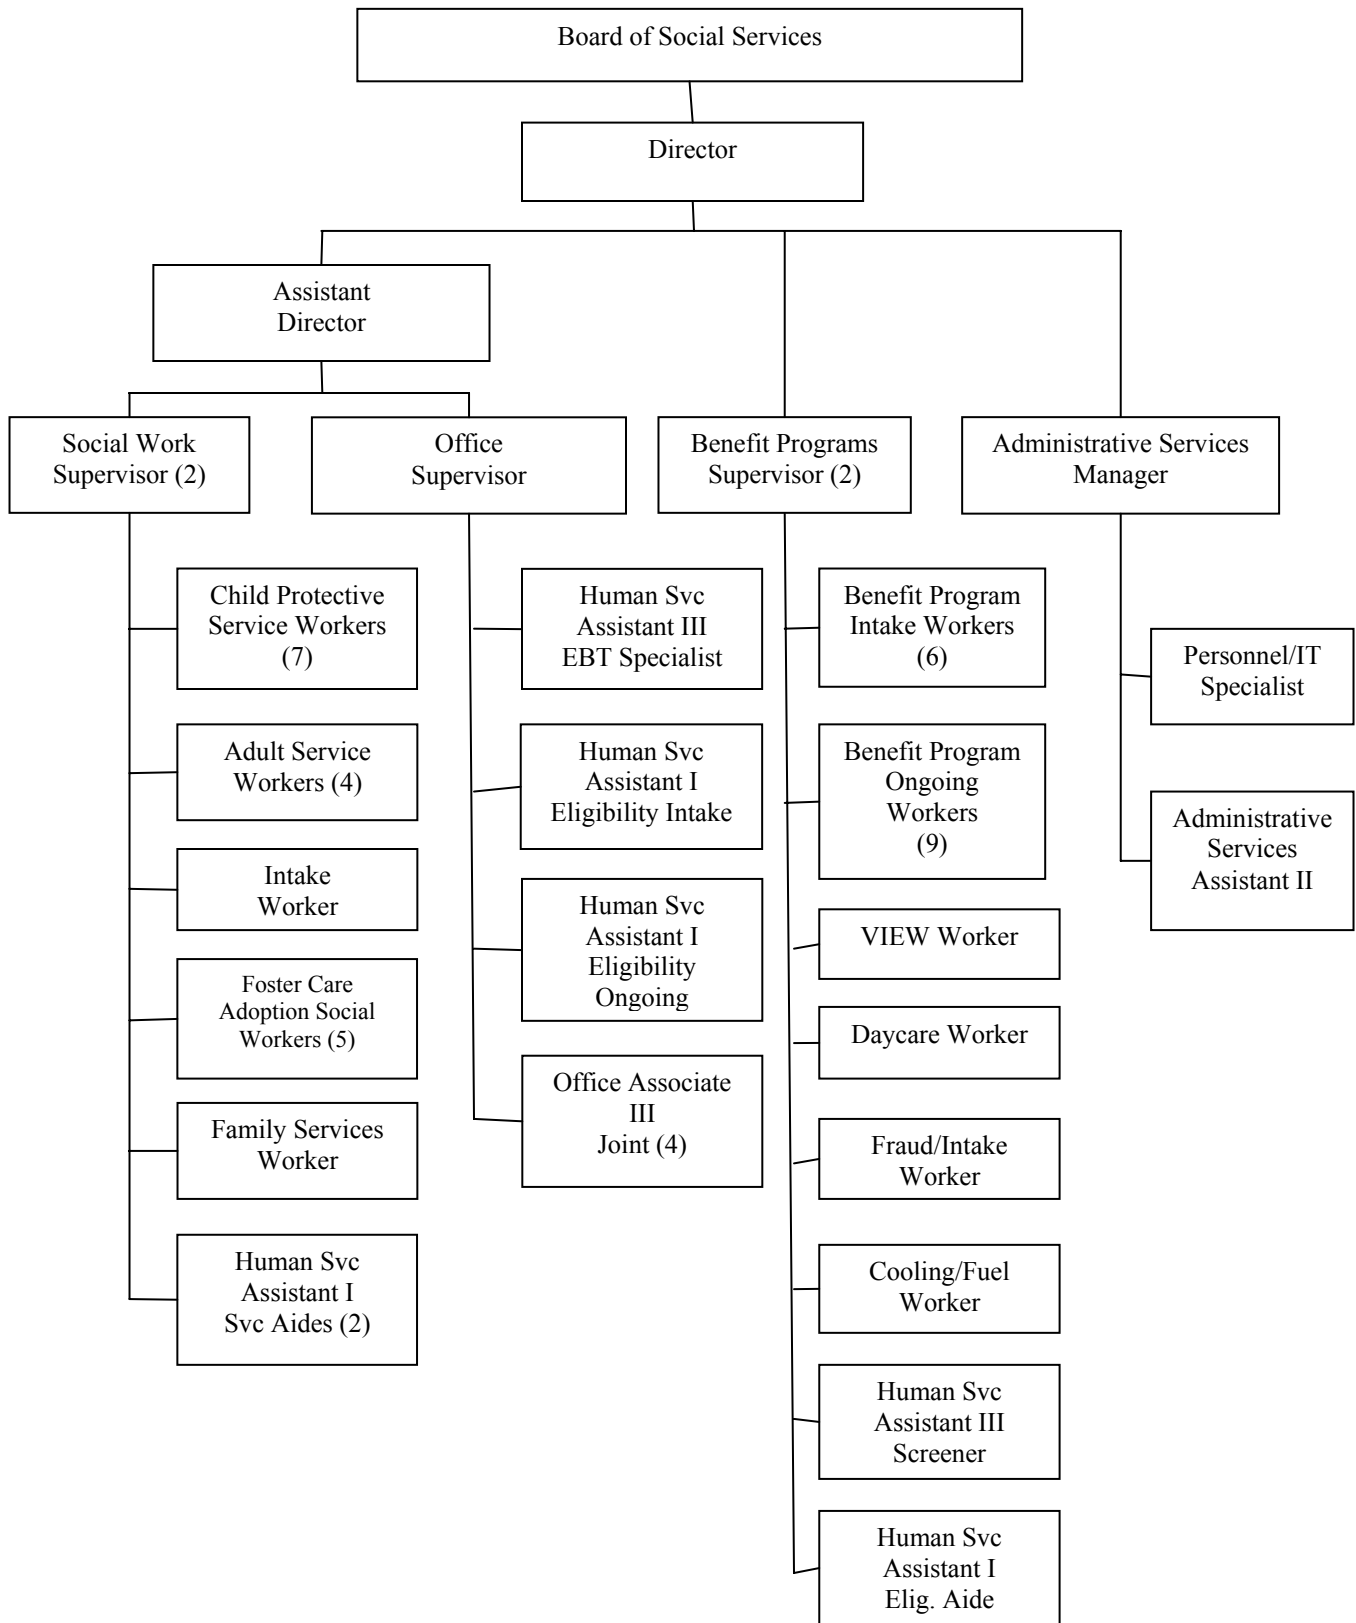 Board of Social Services
Director
Assistant
Director
Social Work
Supervisor (2)
Office
Supervisor
Benefit Programs
Supervisor (2)
Administrative Services
Manager
Child Protective
Service Workers
(7)
Adult Service
Workers (4)
Intake
Worker
Foster Care
Adoption Social
Workers (5)
Family Services
Worker
Human Svc
Assistant I
Svc Aides (2)
Human Svc
Assistant III
EBT Specialist
Human Svc
Assistant I
Eligibility Intake
Human Svc
Assistant I
Eligibility
Ongoing
Office Associate
III
Joint (4)
Benefit Program
Intake Workers
(6)
Benefit Program
Ongoing
Workers
(9)
VIEW Worker
Daycare Worker
Fraud/Intake
Worker
Cooling/Fuel
Worker
Human Svc
Assistant III
Screener
Human Svc
Assistant I
Elig. Aide
Personnel/IT
Specialist
Administrative
Services
Assistant II